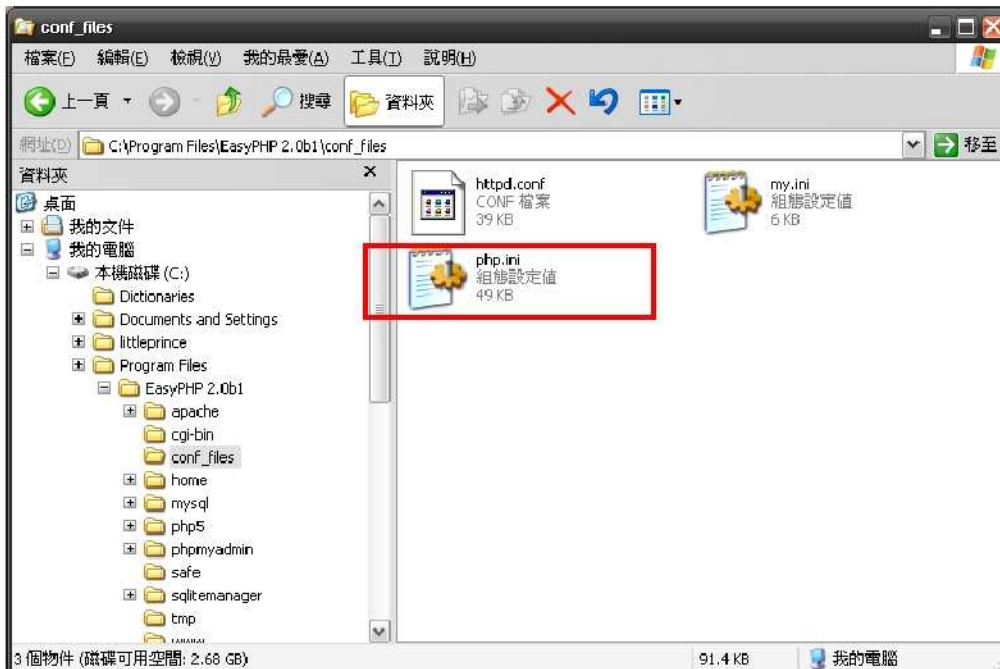 conf_files
檔案(F) 編輯(E) 檢視(V) 我的最愛(A) 工具(T) 說明(H)
上一頁 搜尋 資料夾
網址(D) C:\Program Files\EasyPHP 2.0b1\conf_files 移至
資料夾
桌面
我的文件
我的電腦
本機磁碟 (C:)
Dictionaries
Documents and Settings
littleprince
Program Files
EasyPHP 2.0b1
apache
cgi-bin
conf_files
home
mysql
php5
phpmyadmin
safe
sqlitemanager
tmp
httpd.conf
CONF 檔案
39 KB
my.ini
組態設定值
6 KB
php.ini
組態設定值
49 KB
3 個物件 (磁碟可用空間: 2.68 GB) 91.4 KB 我的電腦